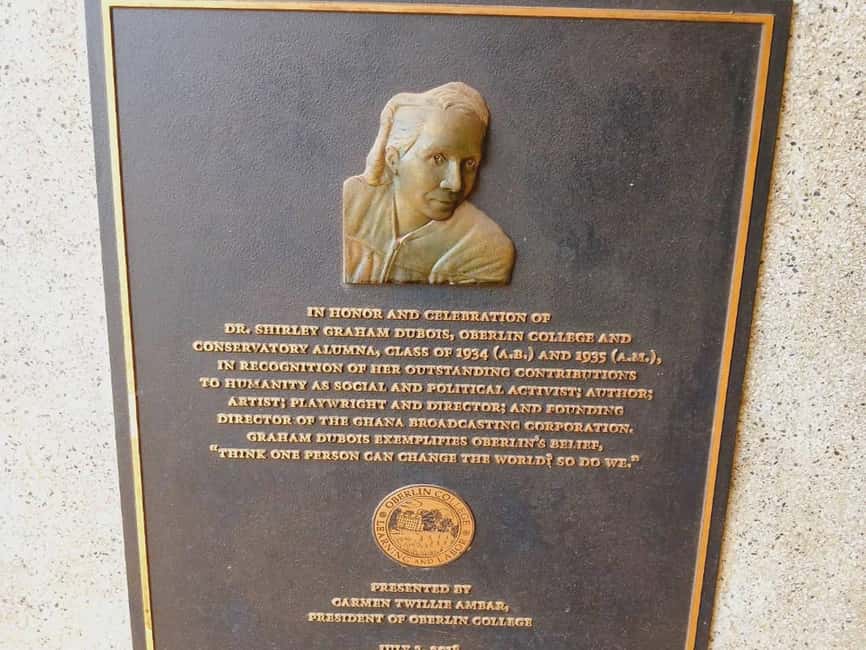 IN HONOR AND CELEBRATION OF
DR. SHIRLEY GRAHAM DUBOIS, OBERLIN COLLEGE AND
CONSERVATORY ALUMNA, CLASS OF 1934 (A.B.) AND 1935 (A.M.),
IN RECOGNITION OF HER OUTSTANDING CONTRIBUTIONS
TO HUMANITY AS SOCIAL AND POLITICAL ACTIVIST; AUTHOR;
ARTIST; PLAYWRIGHT AND DIRECTOR; AND FOUNDING
DIRECTOR OF THE GHANA BROADCASTING CORPORATION.
GRAHAM DUBOIS EXEMPLIFIES OBERLIN'S BELIEF,
“THINK ONE PERSON CAN CHANGE THE WORLD? SO DO WE.”
OBERLIN COLLEGE
LEARNING AND LABOR
PRESENTED BY
CARMEN TWILLIE AMBAR,
PRESIDENT OF OBERLIN COLLEGE
JULY